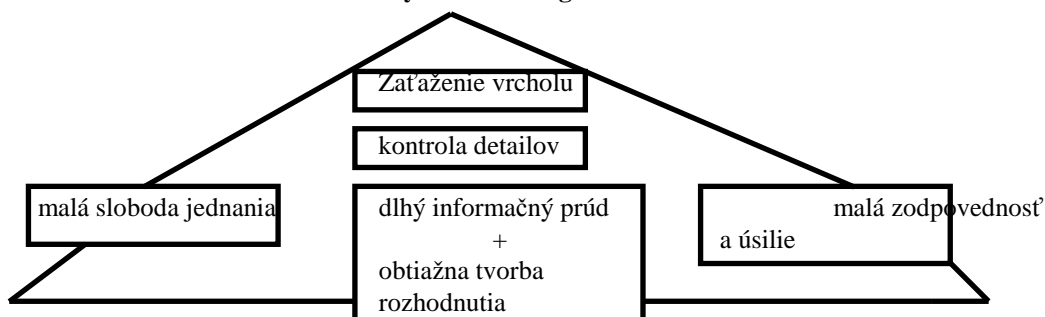 Zaťaženie vrcholu
kontrola detailov
malá sloboda jednania
dlhý informačný prúd
+
obtiažna tvorba
rozhodnutia
malá zodpovednosť
a úsilie